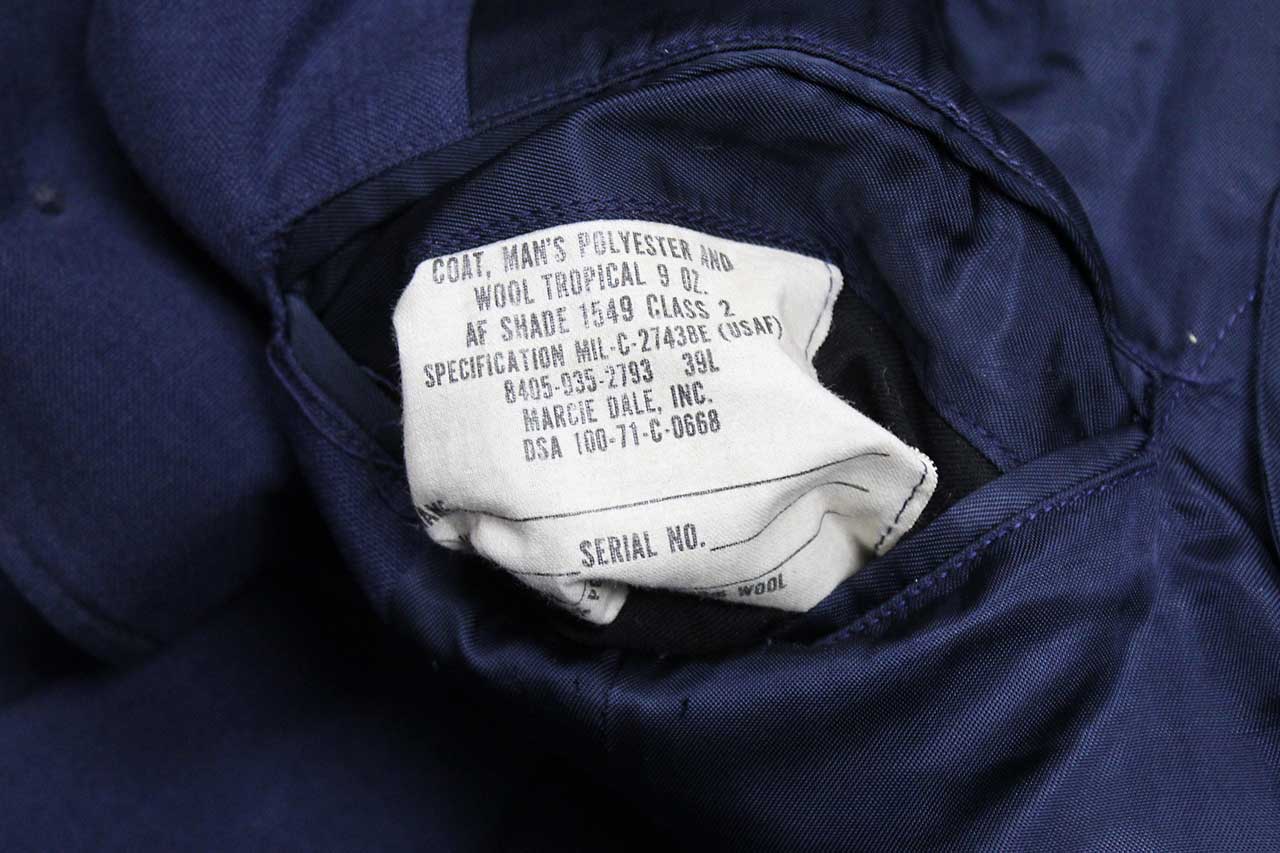 COAT, MAN'S POLYESTER AND
WOOL TROPICAL 9 OZ.
AF SHADE 1549 CLASS 2
SPECIFICATION MIL-C-27438E (USAF)
8405-935-2793 39L
MARCIE DALE, INC.
DSA 100-71-C-0668
SERIAL NO.
WOOL